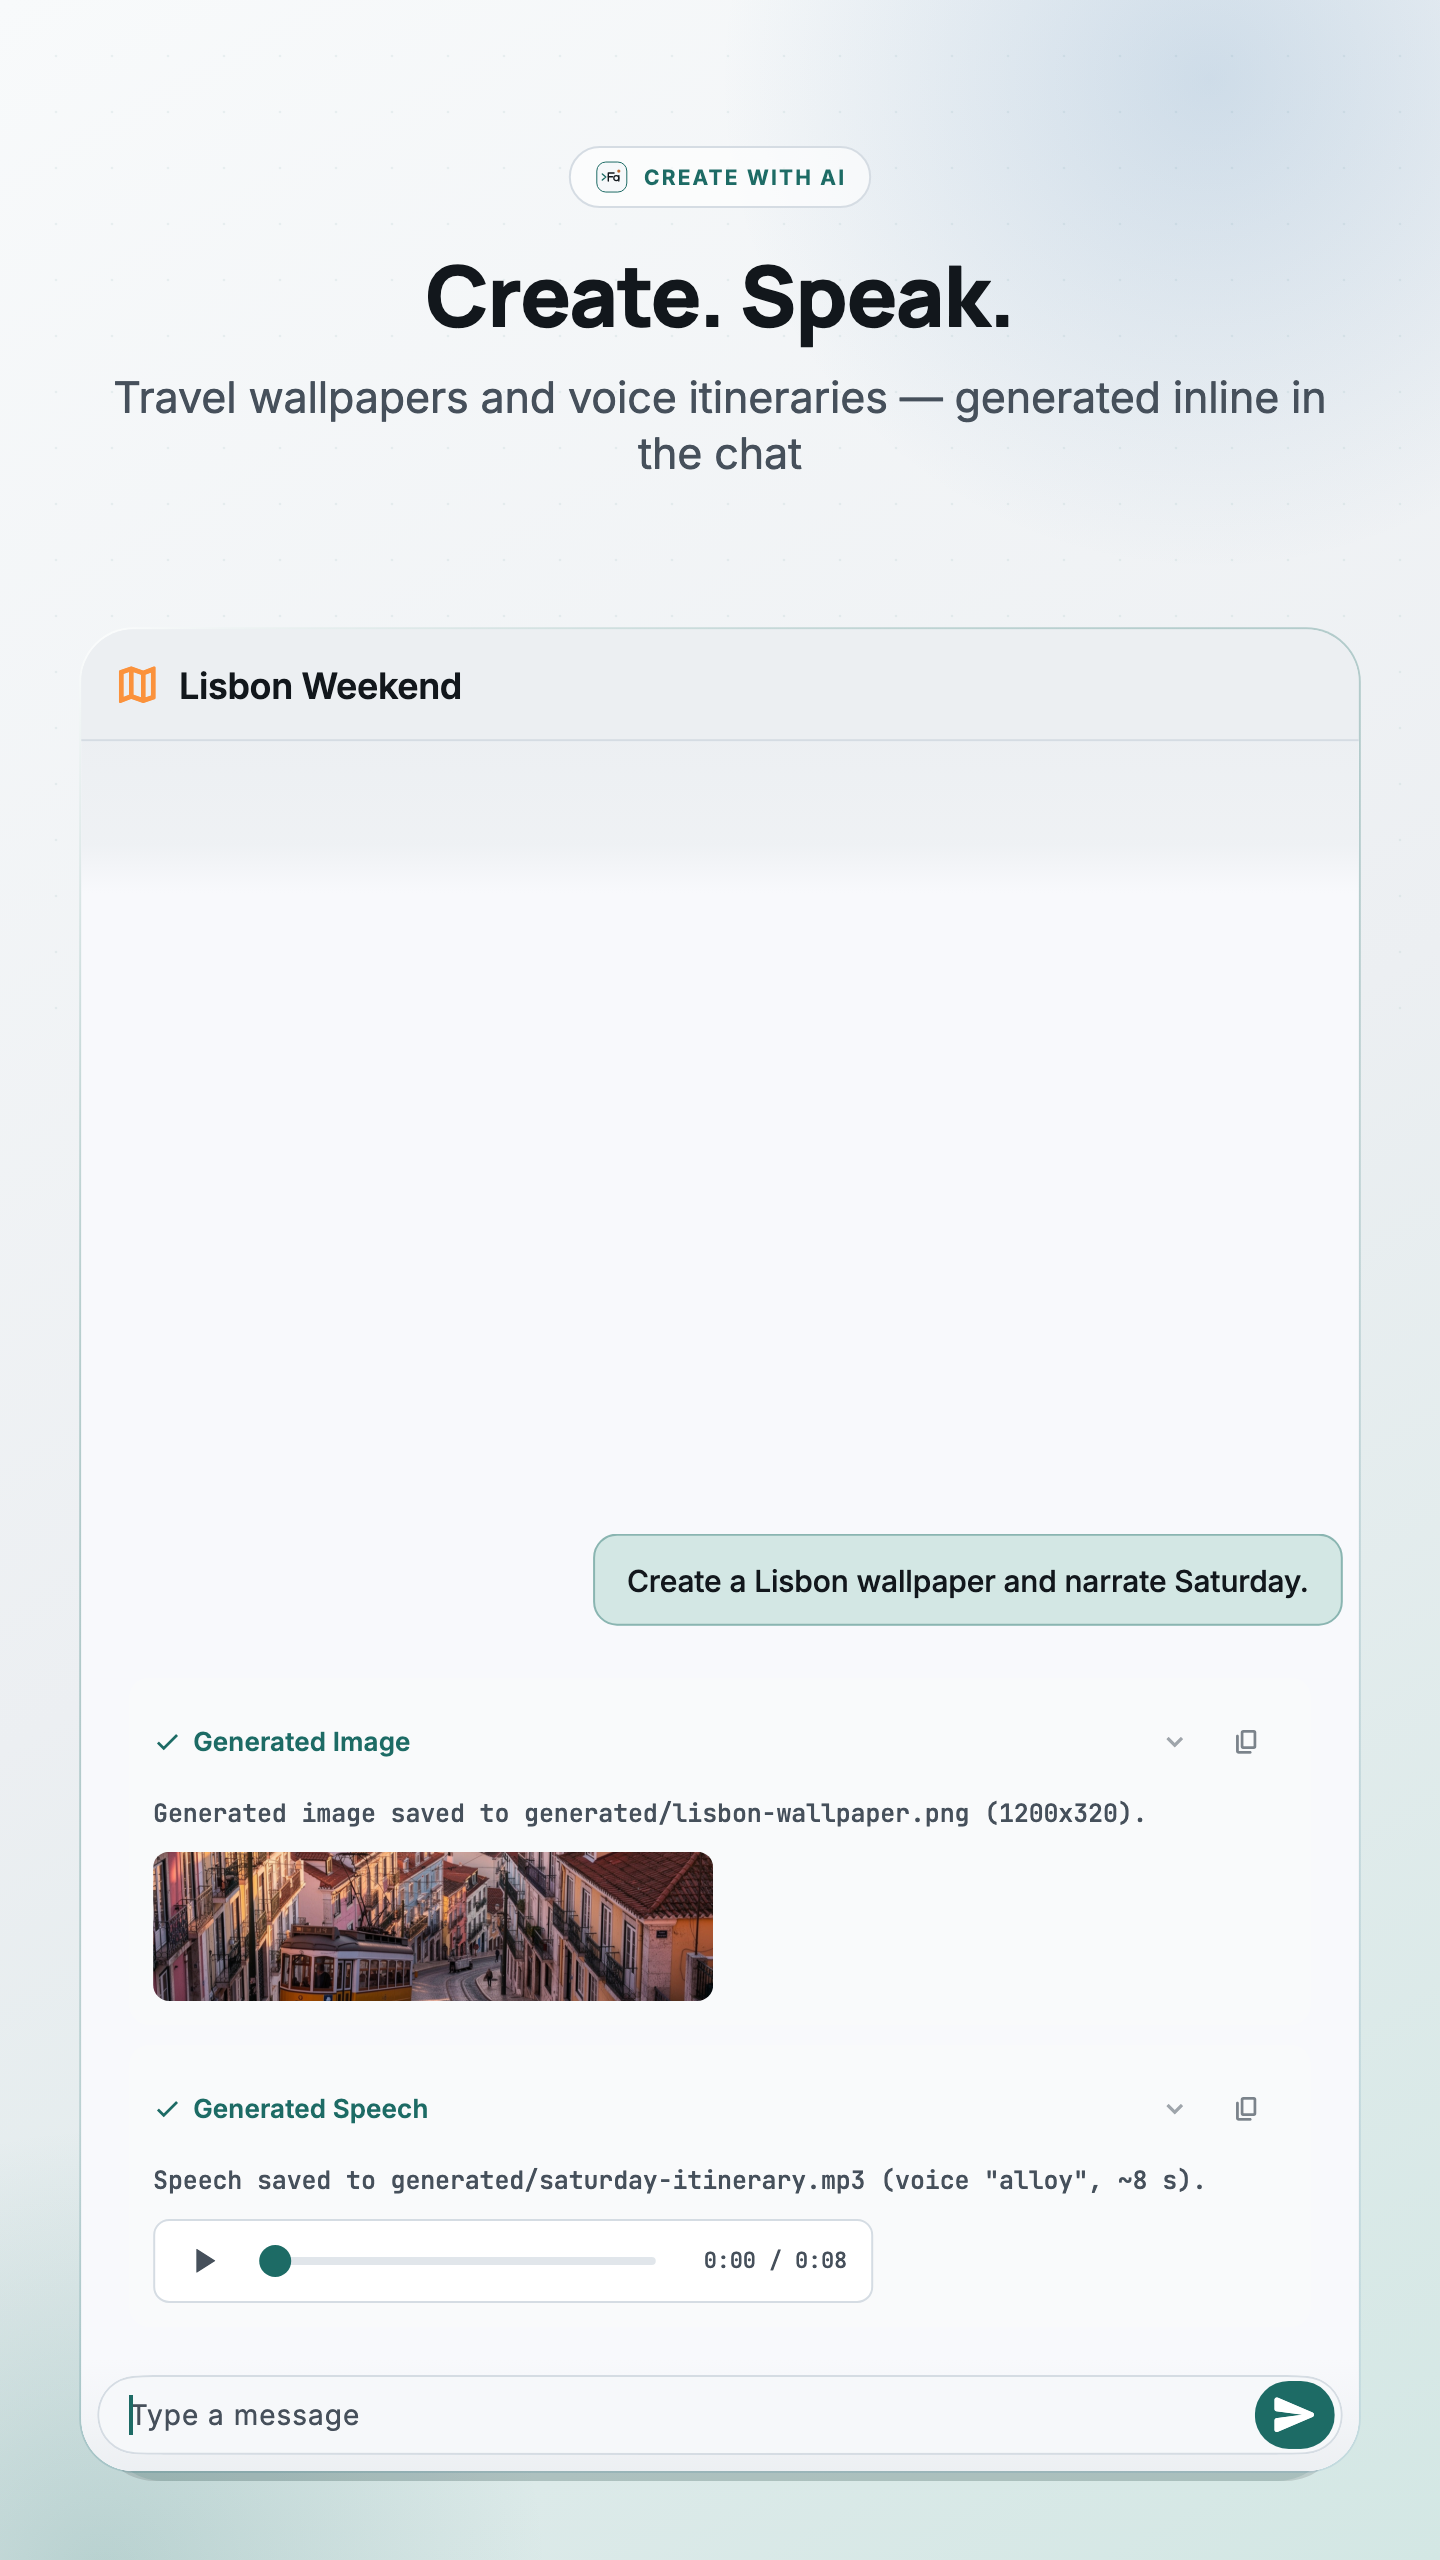 >Fa CREATE WITH AI
Create. Speak.
Travel wallpapers and voice itineraries — generated inline in
the chat
Lisbon Weekend
Create a Lisbon wallpaper and narrate Saturday.
Generated Image
Generated image saved to generated/lisbon-wallpaper.png (1200x320).
Generated Speech
Speech saved to generated/saturday-itinerary.mp3 (voice "alloy", ~8 s).
0:00 / 0:08
Type a message